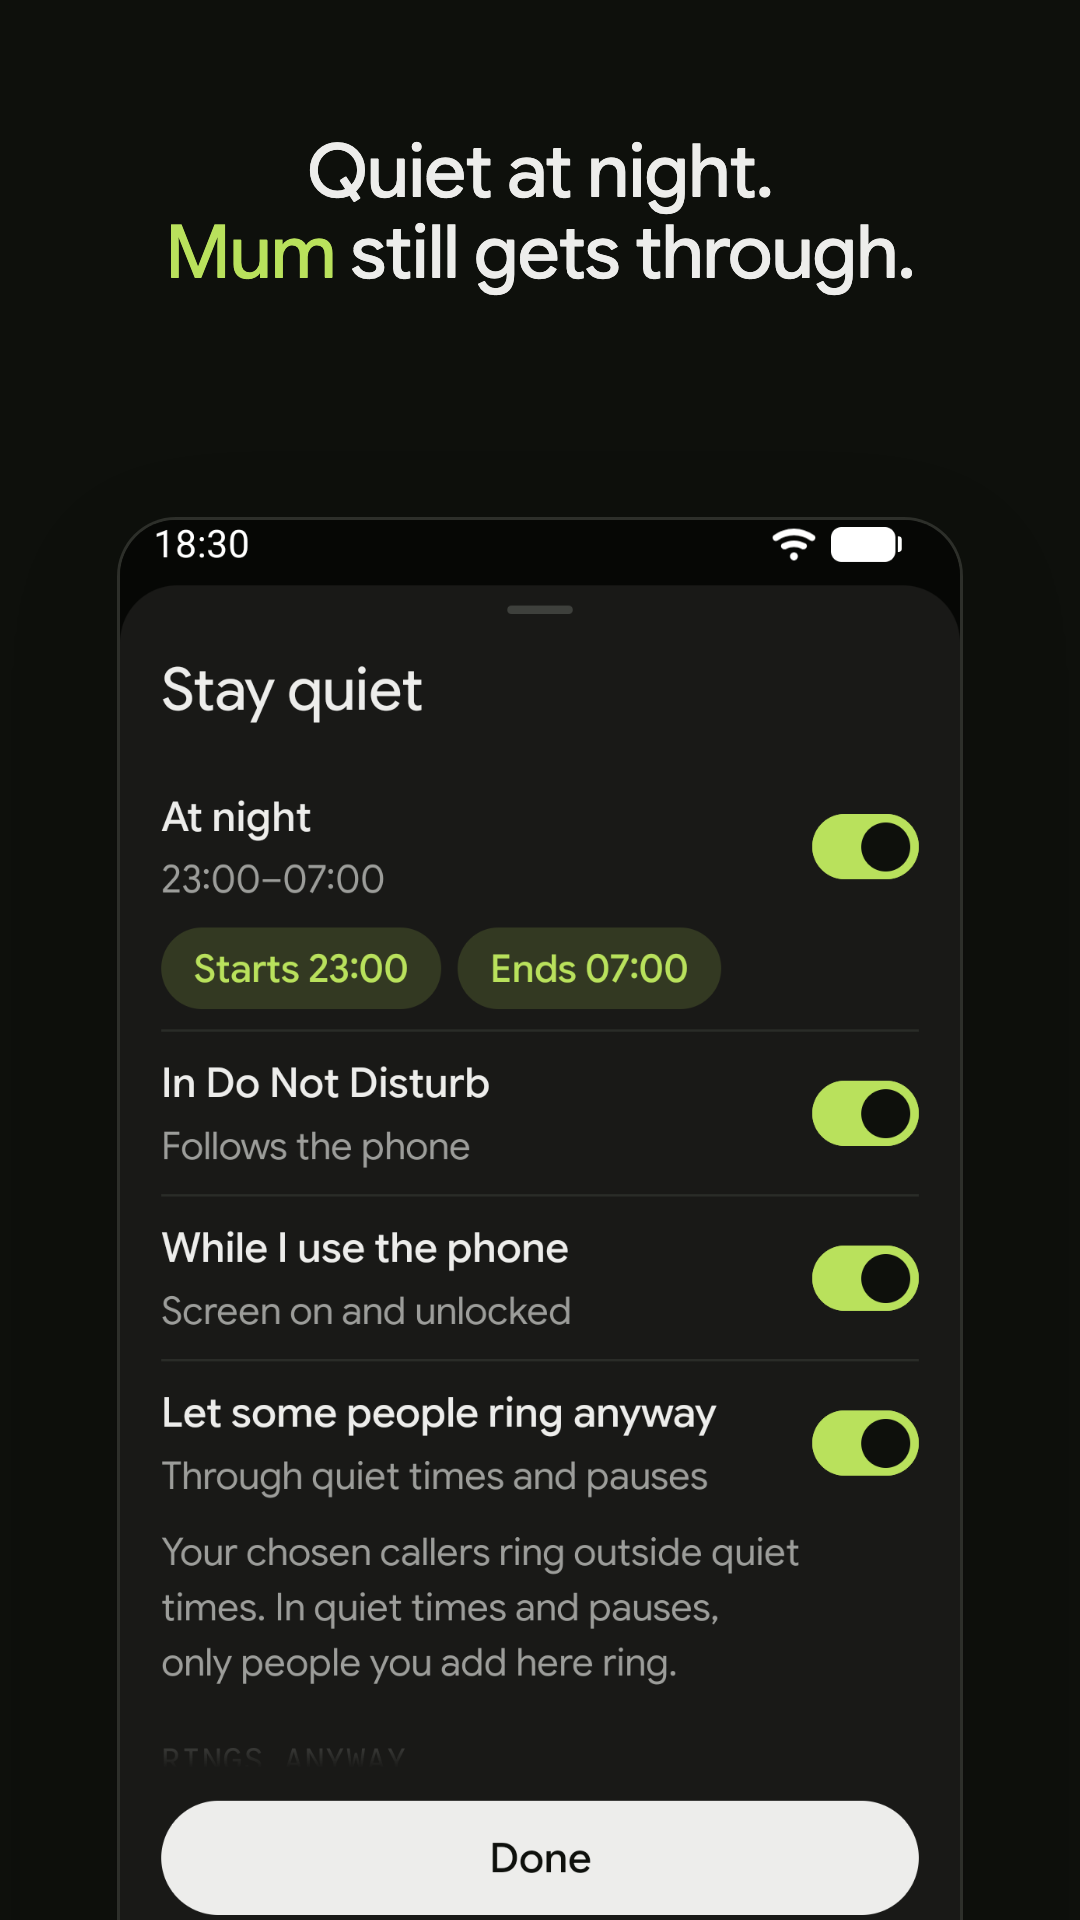 Quiet at night.
Mum still gets through.
18:30
Stay quiet
At night
23:00–07:00
Starts 23:00
Ends 07:00
In Do Not Disturb
Follows the phone
While I use the phone
Screen on and unlocked
Let some people ring anyway
Through quiet times and pauses
Your chosen callers ring outside quiet
times. In quiet times and pauses,
only people you add here ring.
RINGS ANYWAY
Done